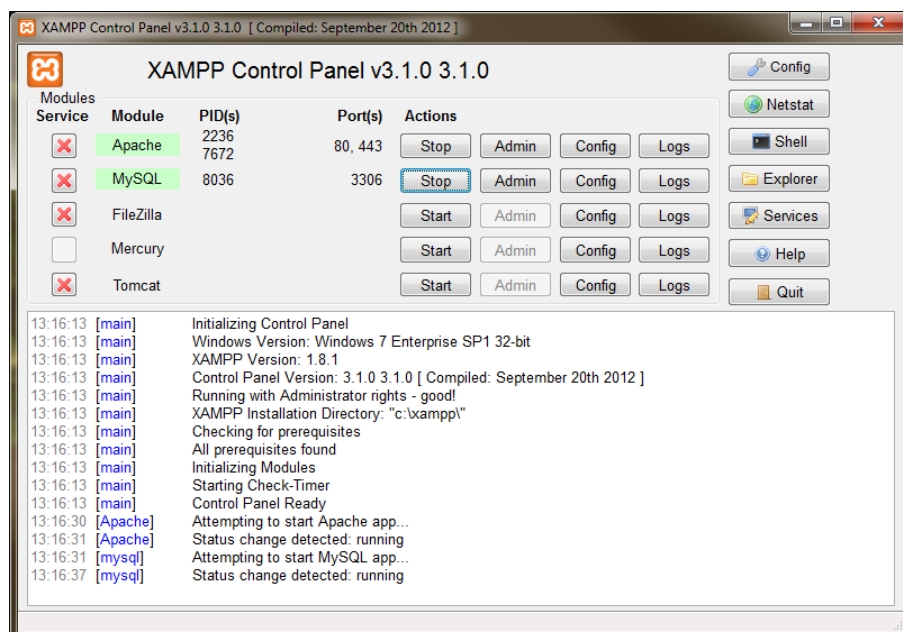 XAMPP Control Panel v3.1.0 3.1.0 [ Compiled: September 20th 2012 ]
XAMPP Control Panel v3.1.0 3.1.0
Config
Modules
Netstat
Service Module PID(s) Port(s) Actions
Apache 2236 7672 80, 443 Stop Admin Config Logs
Shell
MySQL 8036 3306 Stop Admin Config Logs
Explorer
FileZilla Start Admin Config Logs
Services
Mercury Start Admin Config Logs
Help
Tomcat Start Admin Config Logs
Quit
13:16:13 [main] Initializing Control Panel
13:16:13 [main] Windows Version: Windows 7 Enterprise SP1 32-bit
13:16:13 [main] XAMPP Version: 1.8.1
13:16:13 [main] Control Panel Version: 3.1.0 3.1.0 [ Compiled: September 20th 2012 ]
13:16:13 [main] Running with Administrator rights - good!
13:16:13 [main] XAMPP Installation Directory: "c:\xampp\"
13:16:13 [main] Checking for prerequisites
13:16:13 [main] All prerequisites found
13:16:13 [main] Initializing Modules
13:16:13 [main] Starting Check-Timer
13:16:13 [main] Control Panel Ready
13:16:30 [Apache] Attempting to start Apache app...
13:16:31 [Apache] Status change detected: running
13:16:31 [mysql] Attempting to start MySQL app...
13:16:37 [mysql] Status change detected: running